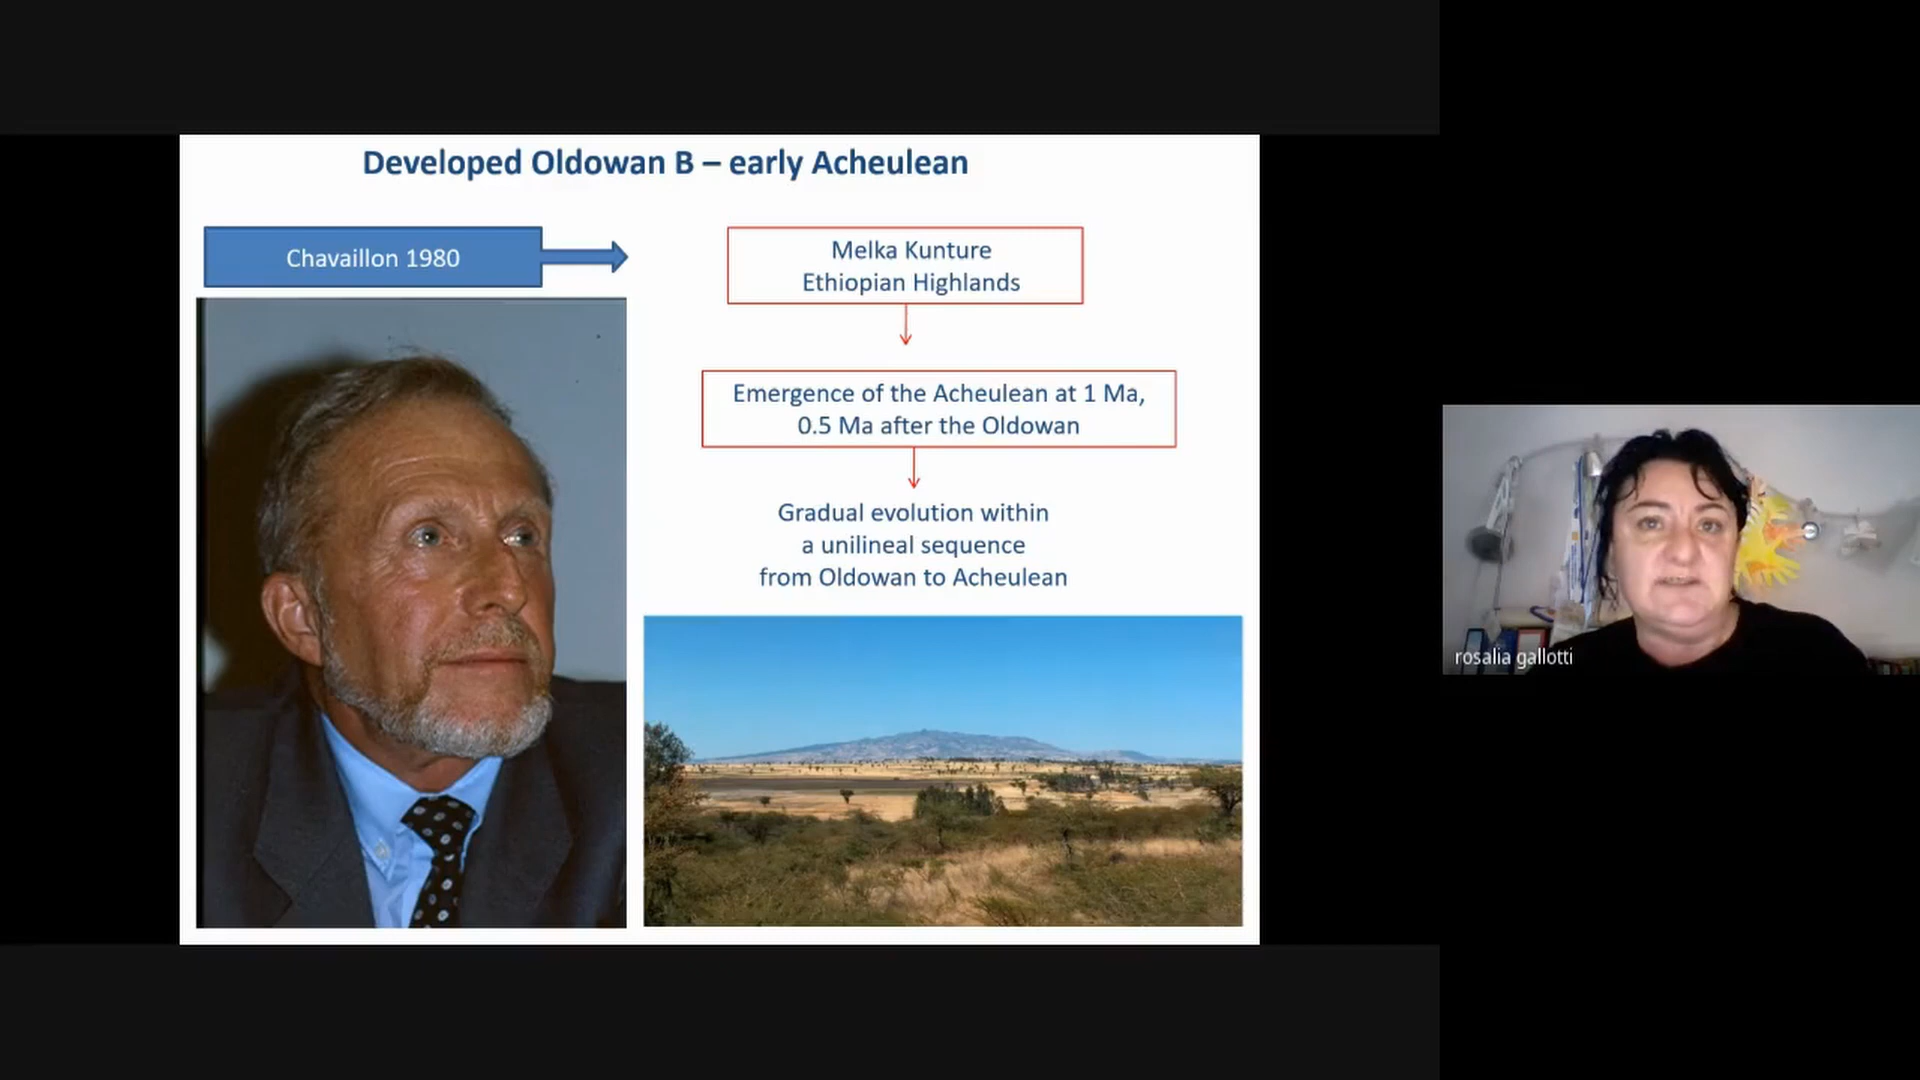 Developed Oldowan B – early Acheulean
Chavaillon 1980
Melka Kunture
Ethiopian Highlands
Emergence of the Acheulean at 1 Ma,
0.5 Ma after the Oldowan
Gradual evolution within
a unilineal sequence
from Oldowan to Acheulean
rosalia gallotti